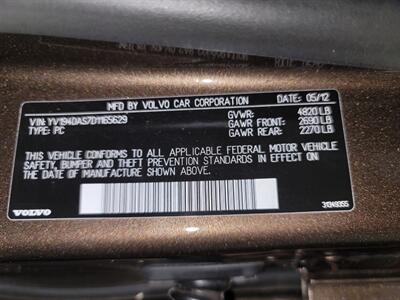 MFD BY VOLVO CAR CORPORATION DATE: 05/12
VIN: YV1940AS7D1165629 GVWR: 4820 LB
TYPE: PC GAWR FRONT: 2690 LB
GAWR REAR: 2270 LB
THIS VEHICLE CONFORMS TO ALL APPLICABLE FEDERAL MOTOR VEHICLE
SAFETY, BUMPER AND THEFT PREVENTION STANDARDS IN EFFECT ON THE
DATE OF MANUFACTURE SHOWN ABOVE.
VOLVO 31349355